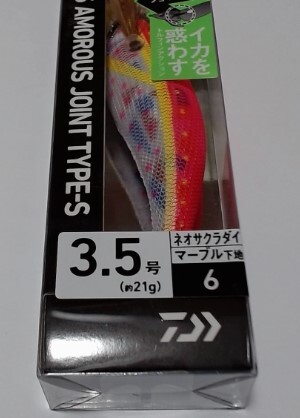 S AMOROUS JOINT TYPE-S
イカを
惑わす
3.5号
(約21g)
ネオサクラダイ
マーブル下地
6